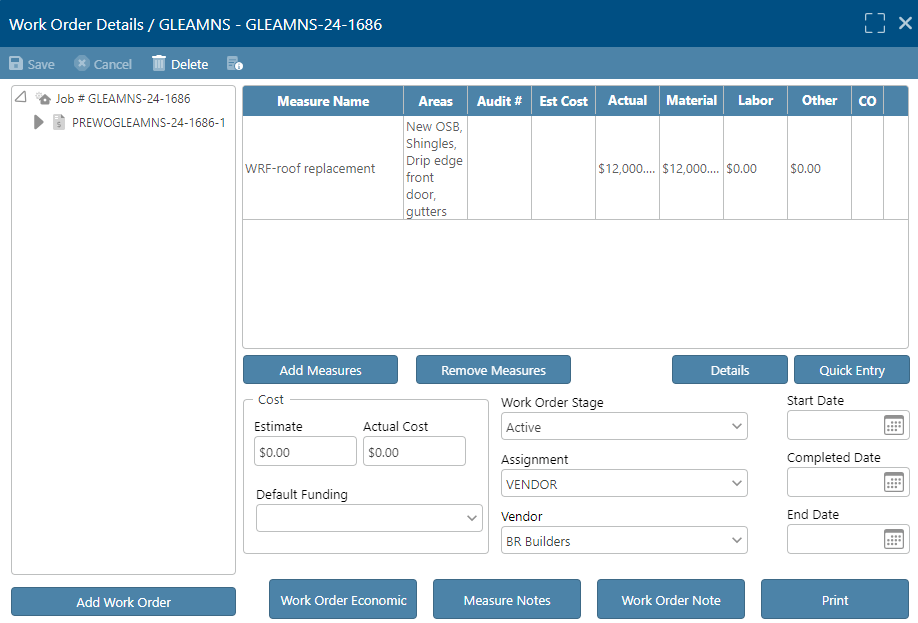 Work Order Details / GLEAMNS - GLEAMNS-24-1686
Save Cancel Delete
Job # GLEAMNS-24-1686
PREWOGLEAMNS-24-1686-1
Measure Name Areas Audit # Est Cost Actual Material Labor Other CO
WRF-roof replacement
New OSB,
Shingles,
Drip edge
front
door,
gutters
$12,000.... $12,000.... $0.00 $0.00
Add Measures Remove Measures Details Quick Entry
Cost
Estimate Actual Cost
$0.00 $0.00
Default Funding
Work Order Stage
Active
Assignment
VENDOR
Vendor
BR Builders
Start Date
Completed Date
End Date
Add Work Order Work Order Economic Measure Notes Work Order Note Print